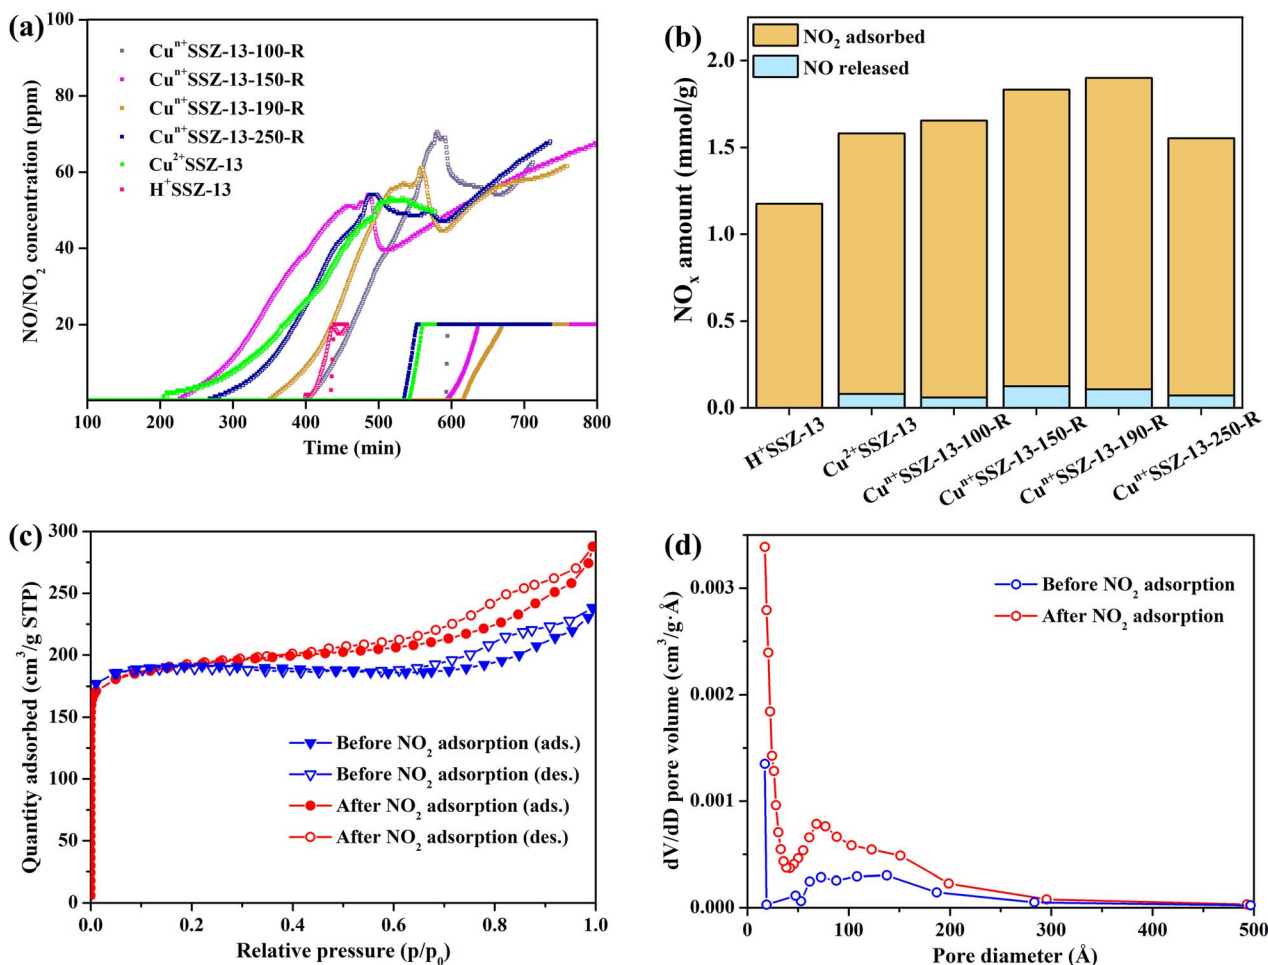 (a)
NO/NO₂ concentration (ppm)
100
80
60
40
20
Cuⁿ⁺SSZ-13-100-R
Cuⁿ⁺SSZ-13-150-R
Cuⁿ⁺SSZ-13-190-R
Cuⁿ⁺SSZ-13-250-R
Cu²⁺SSZ-13
H⁺SSZ-13
100 200 300 400 500 600 700 800
Time (min)
(b)
NOₓ amount (mmol/g)
2.0
1.5
1.0
0.5
0.0
NO₂ adsorbed
NO released
H⁺SSZ-13
Cu²⁺SSZ-13
Cuⁿ⁺SSZ-13-100-R
Cuⁿ⁺SSZ-13-150-R
Cuⁿ⁺SSZ-13-190-R
Cuⁿ⁺SSZ-13-250-R
(c)
Quantity adsorbed (cm³/g STP)
300
250
200
150
100
50
0
Before NO₂ adsorption (ads.)
Before NO₂ adsorption (des.)
After NO₂ adsorption (ads.)
After NO₂ adsorption (des.)
0.0 0.2 0.4 0.6 0.8 1.0
Relative pressure (p/p₀)
(d)
dV/dD pore volume (cm³/g·Å)
0.003
0.002
0.001
0.000
Before NO₂ adsorption
After NO₂ adsorption
0 100 200 300 400 500
Pore diameter (Å)